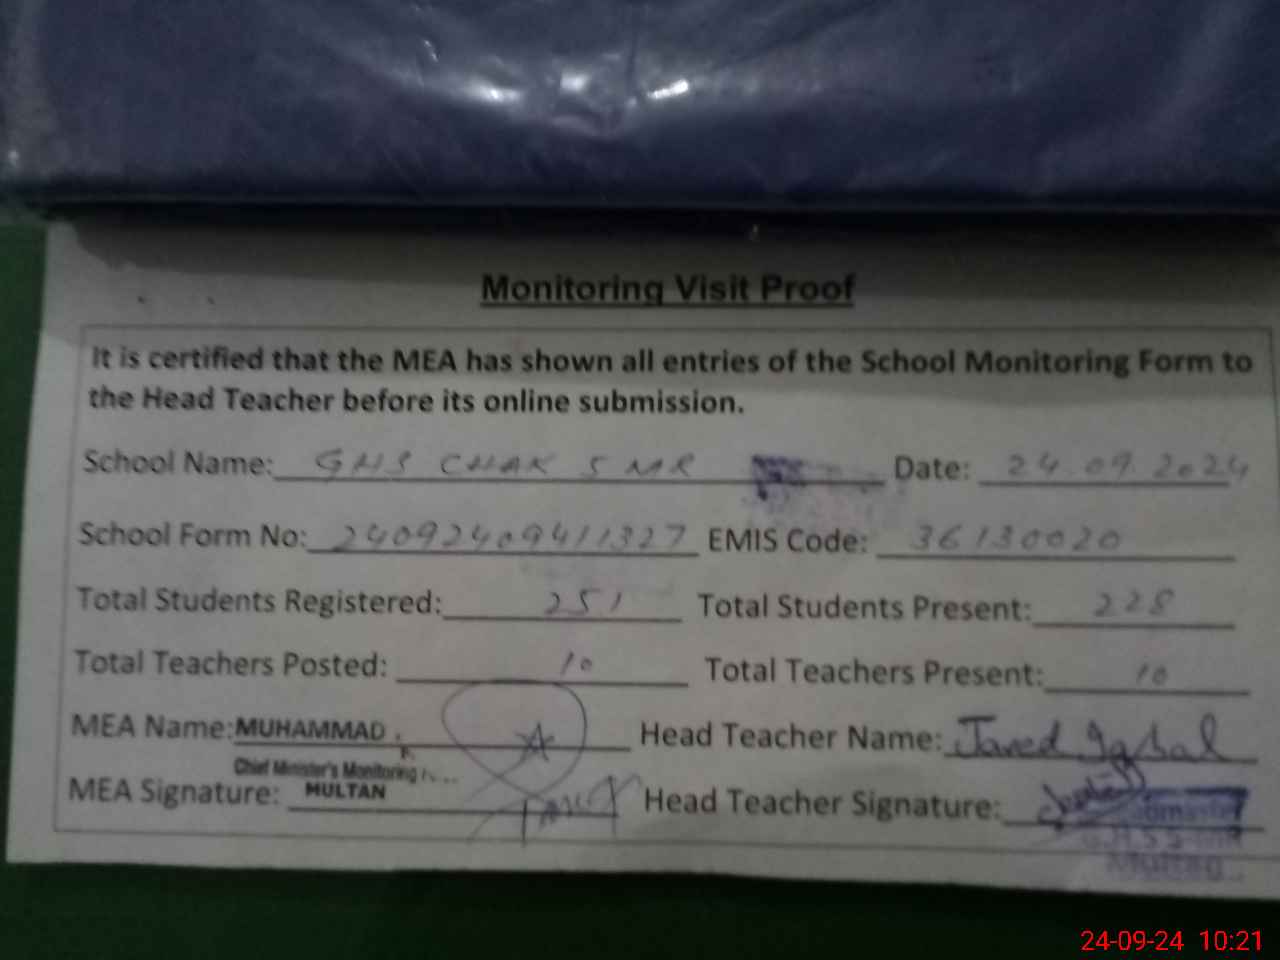 Monitoring Visit Proof
It is certified that the MEA has shown all entries of the School Monitoring Form to
the Head Teacher before its online submission.
School Name: GHS CHAK 5 MR Date: 24.09.2024
School Form No: 24092409411327 EMIS Code: 36130020
Total Students Registered: 251 Total Students Present: 228
Total Teachers Posted: 10 Total Teachers Present: 10
MEA Name: MUHAMMAD Head Teacher Name: Javed Iqbal
Chief Minister's Monitoring
MEA Signature: MULTAN Head Teacher Signature:
Multan
24-09-24 10:21